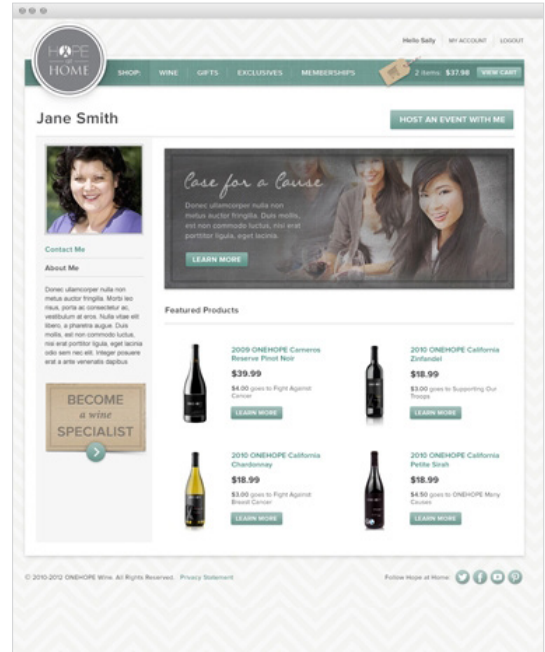 Hello Sally MY ACCOUNT LOGOUT
HOPE
at
HOME
SHOP: WINE GIFTS EXCLUSIVES MEMBERSHIPS
2 items: $37.98 VIEW CART
Jane Smith
HOST AN EVENT WITH ME
Contact Me
About Me
Donec ullamcorper nulla non
metus auctor fringilla. Morbi leo
risus, porta ac consectetur ac,
vestibulum at eros. Nulla vitae elit
libero, a pharetra augue. Duis
mollis, est non commodo luctus,
nisi erat porttitor ligula, eget lacinia
odio sem nec elit. Integer posuere
erat a ante venenatis dapibus
BECOME
a wine
SPECIALIST
Case for a Cause
Donec ullamcorper nulla non
metus auctor fringilla. Duis mollis,
est non commodo luctus, nisi erat
porttitor ligula, eget lacinia.
LEARN MORE
Featured Products
2009 ONEHOPE Carneros
Reserve Pinot Noir
$39.99
$4.00 goes to Fight Against
Cancer
LEARN MORE
2010 ONEHOPE California
Zinfandel
$18.99
$3.00 goes to Supporting Our
Troops
LEARN MORE
2010 ONEHOPE California
Chardonnay
$18.99
$3.00 goes to Fight Against
Breast Cancer
LEARN MORE
2010 ONEHOPE California
Petite Sirah
$18.99
$4.50 goes to ONEHOPE Many
Causes
LEARN MORE
© 2010-2012 ONEHOPE Wine. All Rights Reserved. Privacy Statement
Follow Hope at Home: